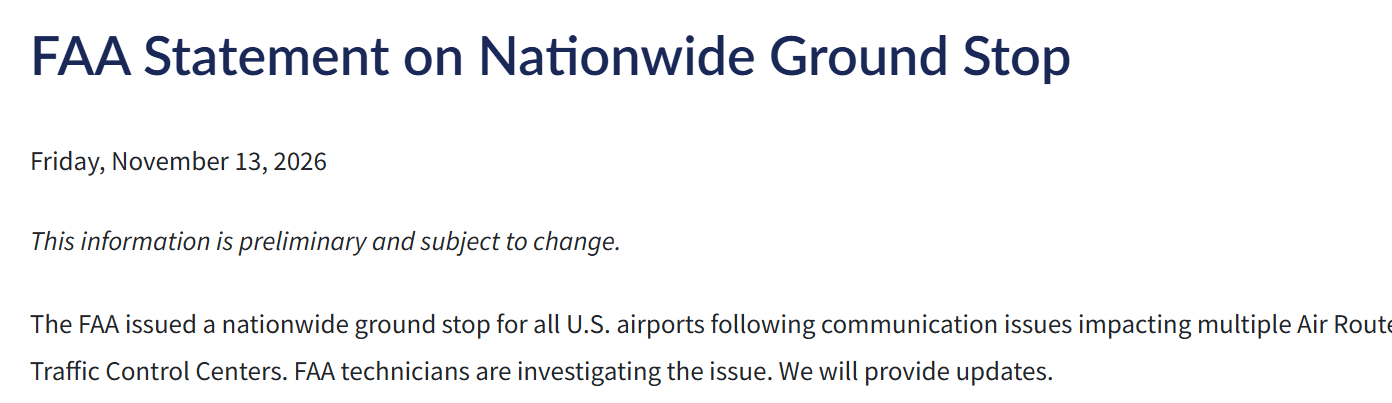 FAA Statement on Nationwide Ground Stop
Friday, November 13, 2026
This information is preliminary and subject to change.
The FAA issued a nationwide ground stop for all U.S. airports following communication issues impacting multiple Air Route
Traffic Control Centers. FAA technicians are investigating the issue. We will provide updates.